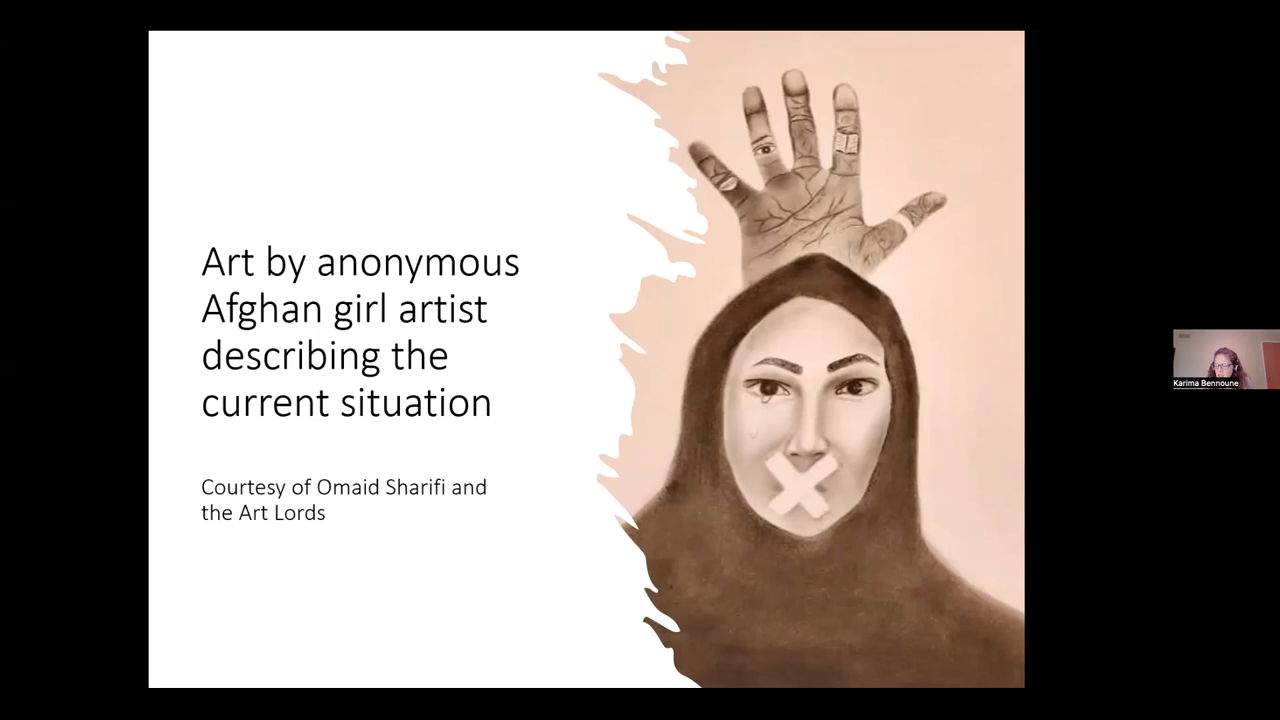 Art by anonymous
Afghan girl artist
describing the
current situation
Courtesy of Omaid Sharifi and
the Art Lords
Karima Bennoune